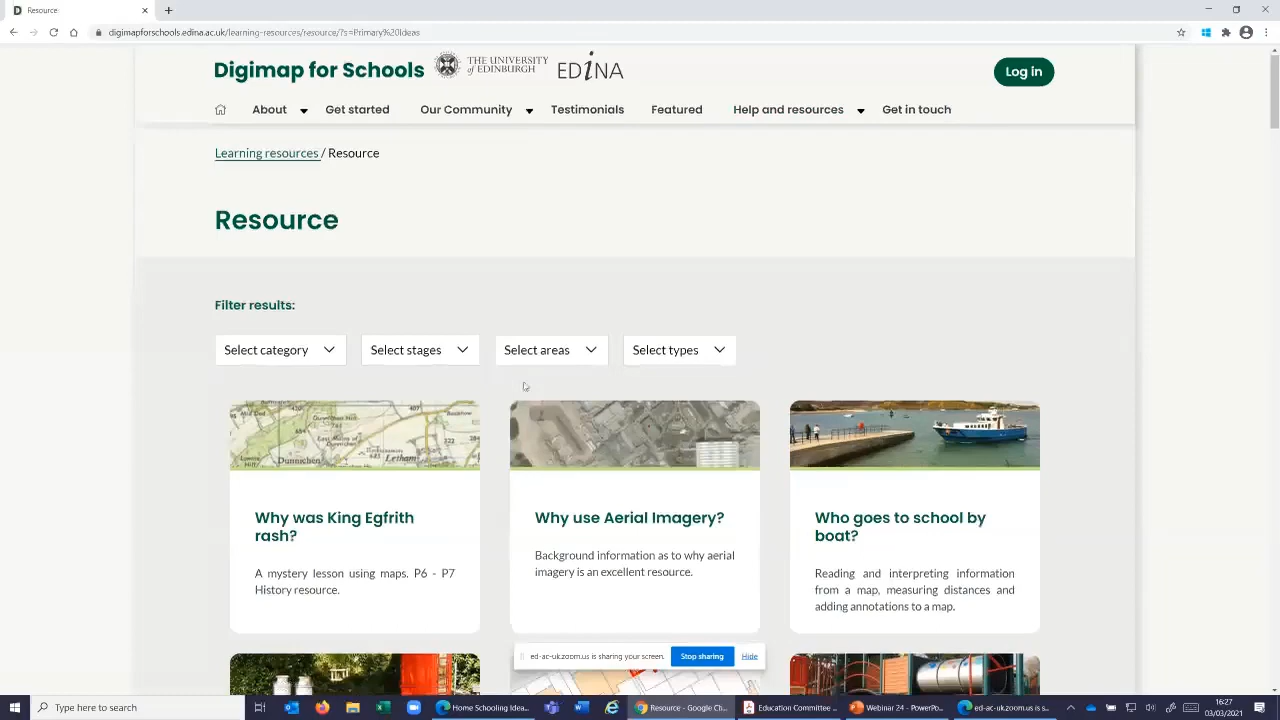 Resource
digimapforschools.edina.ac.uk/learning-resources/resource/?s=Primary%20Ideas
Digimap for Schools
THE UNIVERSITY
of EDINBURGH
EDINA
Log in
About
Get started
Our Community
Testimonials
Featured
Help and resources
Get in touch
Learning resources / Resource
Resource
Filter results:
Select category
Select stages
Select areas
Select types
Dunnichen
Letham
Why was King Egfrith
rash?
A mystery lesson using maps. P6 - P7
History resource.
Why use Aerial Imagery?
Background information as to why aerial
imagery is an excellent resource.
Who goes to school by
boat?
Reading and interpreting information
from a map, measuring distances and
adding annotations to a map.
ed-ac-uk.zoom.us is sharing your screen.
Stop sharing
Hide
Type here to search
Home Schooling Idea...
Resource - Google Ch...
Education Committee ...
Webinar 24 - PowerPo...
ed-ac-uk.zoom.us is s...
16:27
03/03/2021